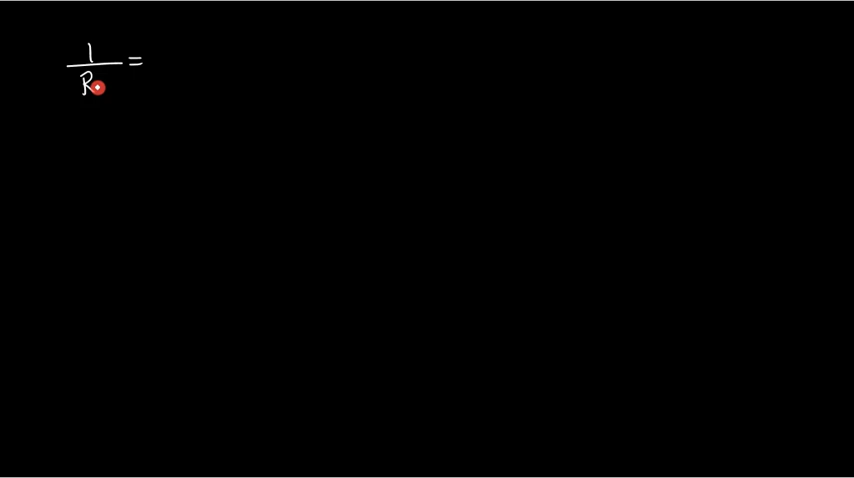 1/R =